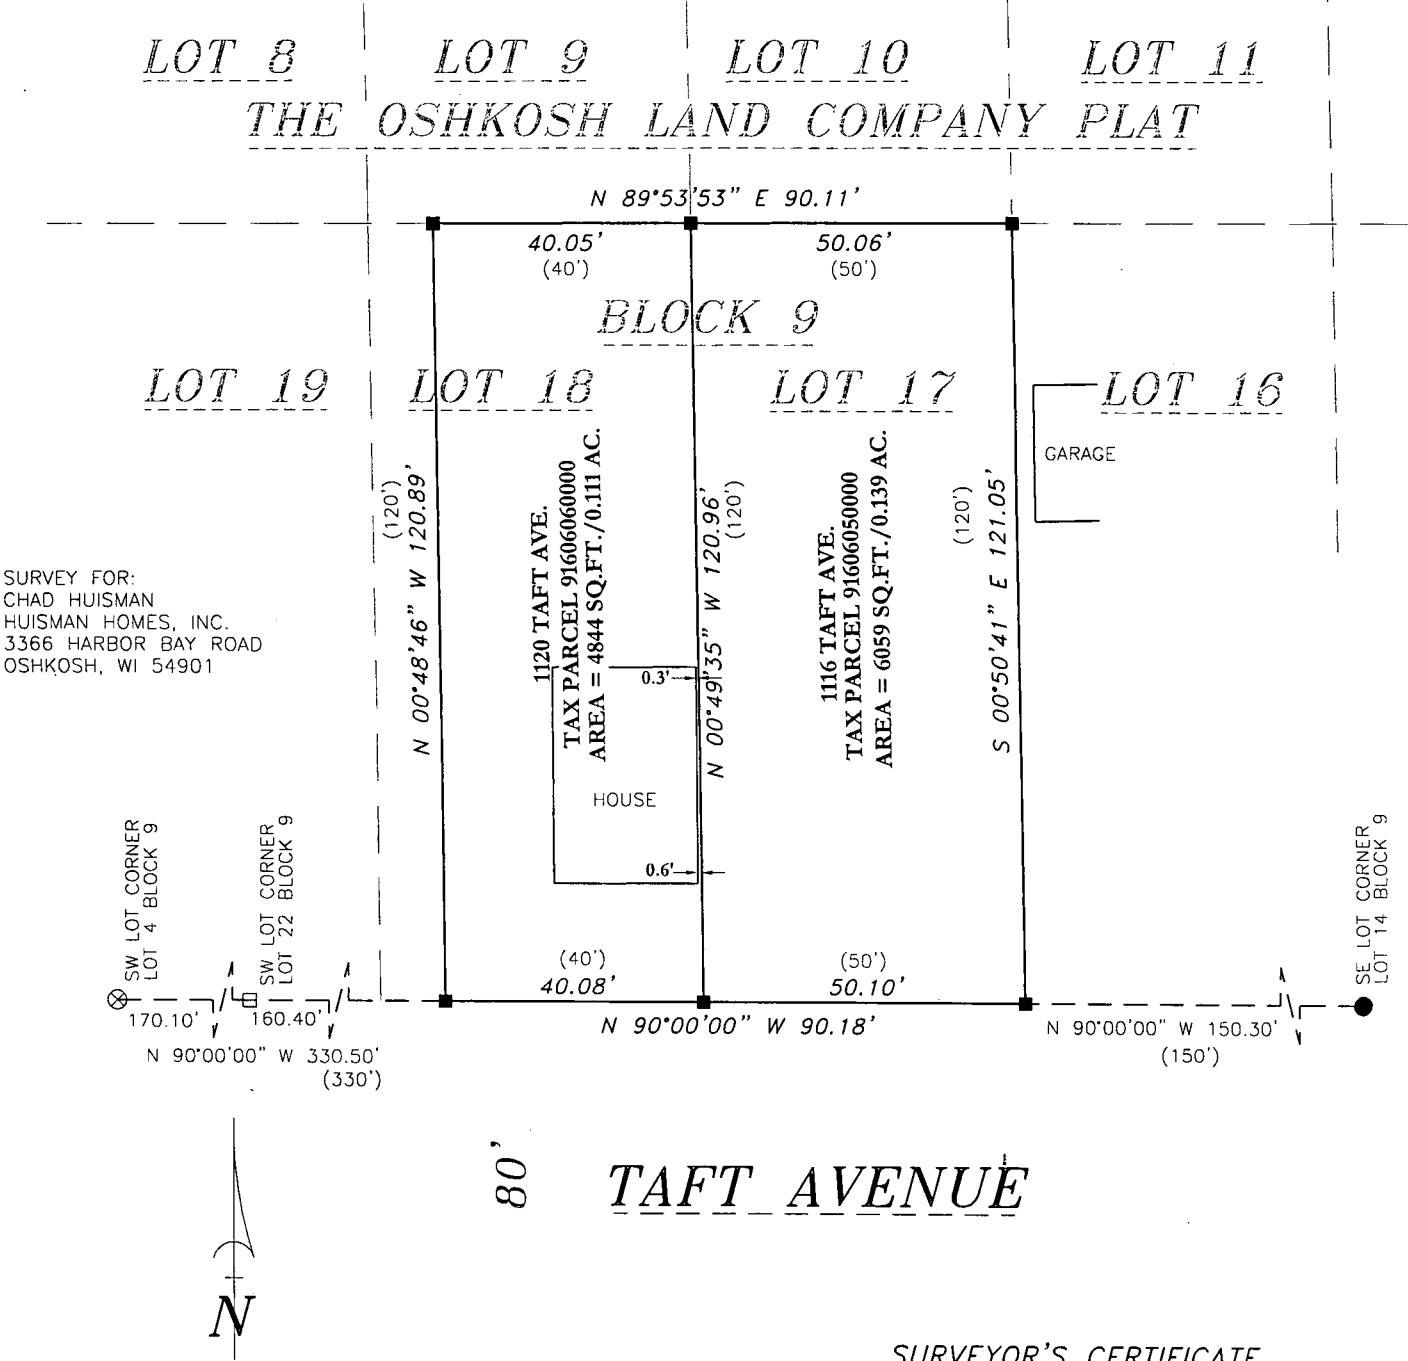 LOT 8
LOT 9
LOT 10
LOT 11
THE OSHKOSH LAND COMPANY PLAT
N 89°53'53" E 90.11'
40.05'
(40')
50.06'
(50')
BLOCK 9
LOT 19
LOT 18
LOT 17
LOT 16
GARAGE
(120')
N 00°48'46" W 120.89'
1120 TAFT AVE.
TAX PARCEL 91606060000
AREA = 4844 SQ.FT./0.111 AC.
N 00°49'35" W 120.96'
(120')
1116 TAFT AVE.
TAX PARCEL 91606050000
AREA = 6059 SQ.FT./0.139 AC.
(120')
S 00°50'41" E 121.05'
SURVEY FOR:
CHAD HUISMAN
HUISMAN HOMES, INC.
3366 HARBOR BAY ROAD
OSHKOSH, WI 54901
0.3'
HOUSE
0.6'
SW LOT CORNER
LOT 4 BLOCK 9
SW LOT CORNER
LOT 22 BLOCK 9
SE LOT CORNER
LOT 14 BLOCK 9
(40')
40.08'
(50')
50.10'
170.10'
160.40'
N 90°00'00" W 90.18'
N 90°00'00" W 150.30'
(150')
N 90°00'00" W 330.50'
(330')
80'
TAFT AVENUE
N
SURVEYOR'S CERTIFICATE